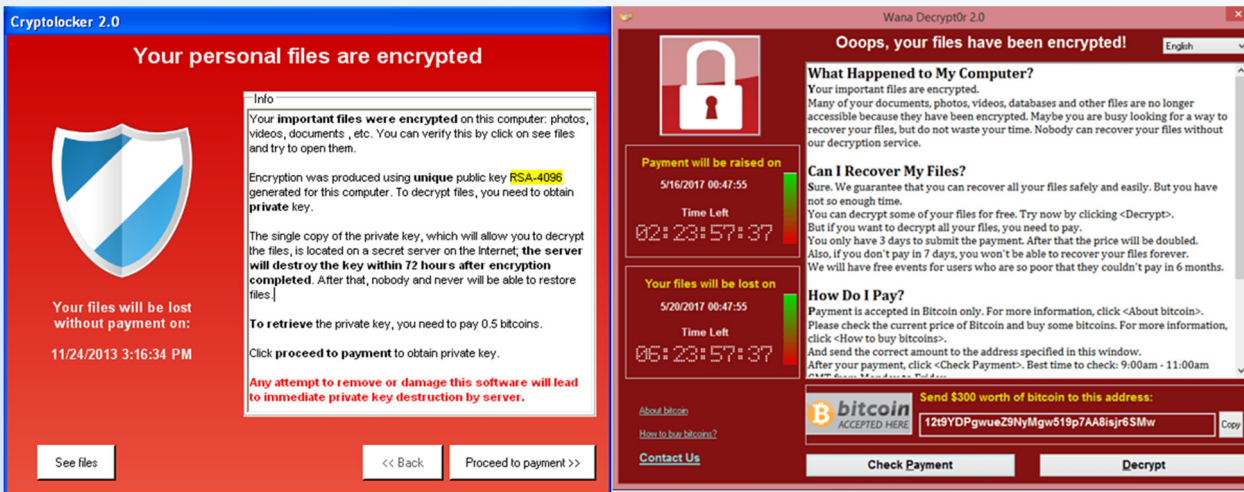 Cryptolocker 2.0
Your personal files are encrypted
Info
Your important files were encrypted on this computer: photos,
videos, documents , etc. You can verify this by click on see files
and try to open them.
Encryption was produced using unique public key RSA-4096
generated for this computer. To decrypt files, you need to obtain
private key.
The single copy of the private key, which will allow you to decrypt
the files, is located on a secret server on the Internet; the server
will destroy the key within 72 hours after encryption
completed. After that, nobody and never will be able to restore
files.
To retrieve the private key, you need to pay 0.5 bitcoins.
Click proceed to payment to obtain private key.
Any attempt to remove or damage this software will lead
to immediate private key destruction by server.
Your files will be lost
without payment on:
11/24/2013 3:16:34 PM
See files
<< Back
Proceed to payment >>
Wana Decrypt0r 2.0
Ooops, your files have been encrypted!
English
What Happened to My Computer?
Your important files are encrypted.
Many of your documents, photos, videos, databases and other files are no longer
accessible because they have been encrypted. Maybe you are busy looking for a way to
recover your files, but do not waste your time. Nobody can recover your files without
our decryption service.
Can I Recover My Files?
Sure. We guarantee that you can recover all your files safely and easily. But you have
not so enough time.
You can decrypt some of your files for free. Try now by clicking <Decrypt>.
But if you want to decrypt all your files, you need to pay.
You only have 3 days to submit the payment. After that the price will be doubled.
Also, if you don't pay in 7 days, you won't be able to recover your files forever.
We will have free events for users who are so poor that they couldn't pay in 6 months.
How Do I Pay?
Payment is accepted in Bitcoin only. For more information, click <About bitcoin>.
Please check the current price of Bitcoin and buy some bitcoins. For more information,
click <How to buy bitcoins>.
And send the correct amount to the address specified in this window.
After your payment, click <Check Payment>. Best time to check: 9:00am - 11:00am
GMT from Monday to Friday.
Payment will be raised on
5/16/2017 00:47:55
Time Left
02:23:57:37
Your files will be lost on
5/20/2017 00:47:55
Time Left
06:23:57:37
About bitcoin
How to buy bitcoins?
Contact Us
bitcoin
ACCEPTED HERE
Send $300 worth of bitcoin to this address:
12t9YDPgwueZ9NyMgw519p7AA8isjr6SMw
Copy
Check Payment
Decrypt